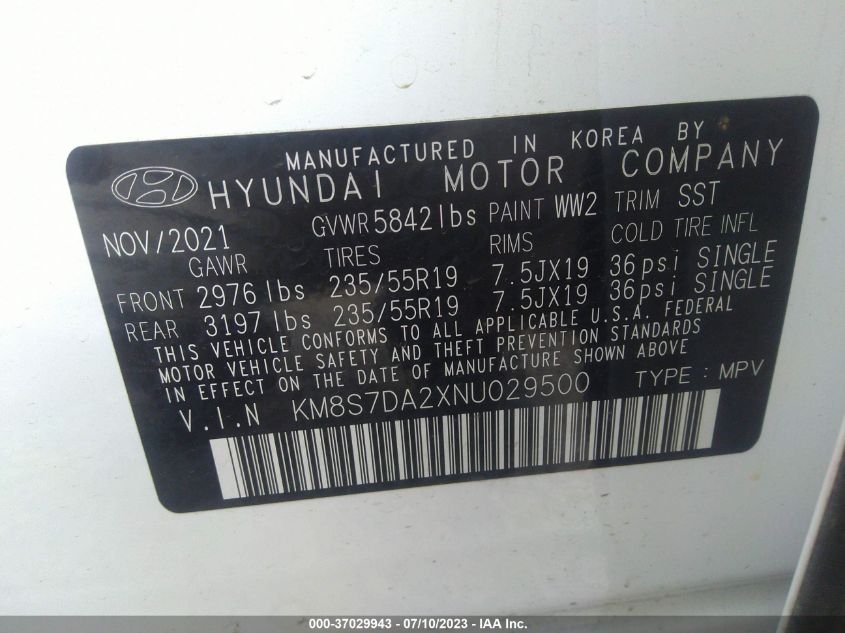 MANUFACTURED IN KOREA BY
HYUNDAI MOTOR COMPANY
NOV/2021 GVWR 5842lbs PAINT WW2 TRIM SST
GAWR TIRES RIMS COLD TIRE INFL
FRONT 2976 lbs 235/55R19 7.5JX19 36psi SINGLE
REAR 3197 lbs 235/55R19 7.5JX19 36psi SINGLE
THIS VEHICLE CONFORMS TO ALL APPLICABLE U.S.A. FEDERAL
MOTOR VEHICLE SAFETY AND THEFT PREVENTION STANDARDS
IN EFFECT ON THE DATE OF MANUFACTURE SHOWN ABOVE
V.I.N KM8S7DA2XNU029500 TYPE : MPV
000-37029943 - 07/10/2023 - IAA Inc.